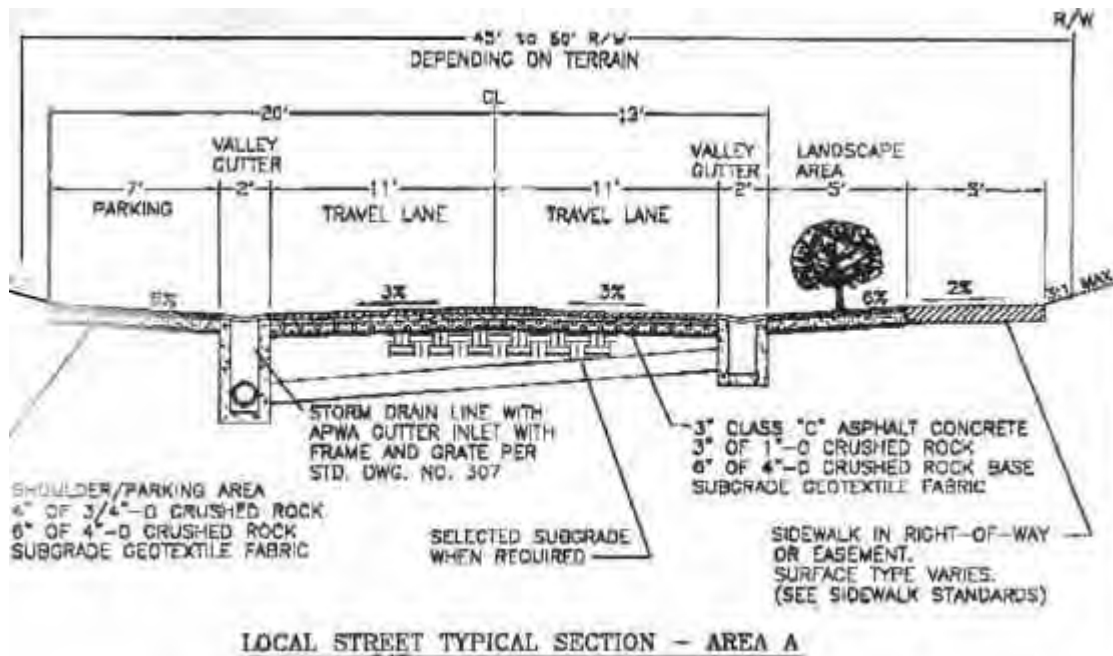 R/W
45' to 60' R/W
DEPENDING ON TERRAIN
CL
20'
13'
VALLEY
GUTTER
VALLEY
GUTTER
LANDSCAPE
AREA
7'
2'
11'
11'
2'
5'
5'
PARKING
TRAVEL LANE
TRAVEL LANE
3%
3%
6%
2%
MAX
STORM DRAIN LINE WITH
APWA GUTTER INLET WITH
FRAME AND GRATE PER
STD. DWG. NO. 307
3" CLASS "C" ASPHALT CONCRETE
3" OF 1"-0 CRUSHED ROCK
6" OF 4"-0 CRUSHED ROCK BASE
SUBGRADE GEOTEXTILE FABRIC
SHOULDER/PARKING AREA
4" OF 3/4"-0 CRUSHED ROCK
6" OF 4"-0 CRUSHED ROCK
SUBGRADE GEOTEXTILE FABRIC
SELECTED SUBGRADE
WHEN REQUIRED
SIDEWALK IN RIGHT-OF-WAY
OR EASEMENT.
SURFACE TYPE VARIES.
(SEE SIDEWALK STANDARDS)
LOCAL STREET TYPICAL SECTION - AREA A